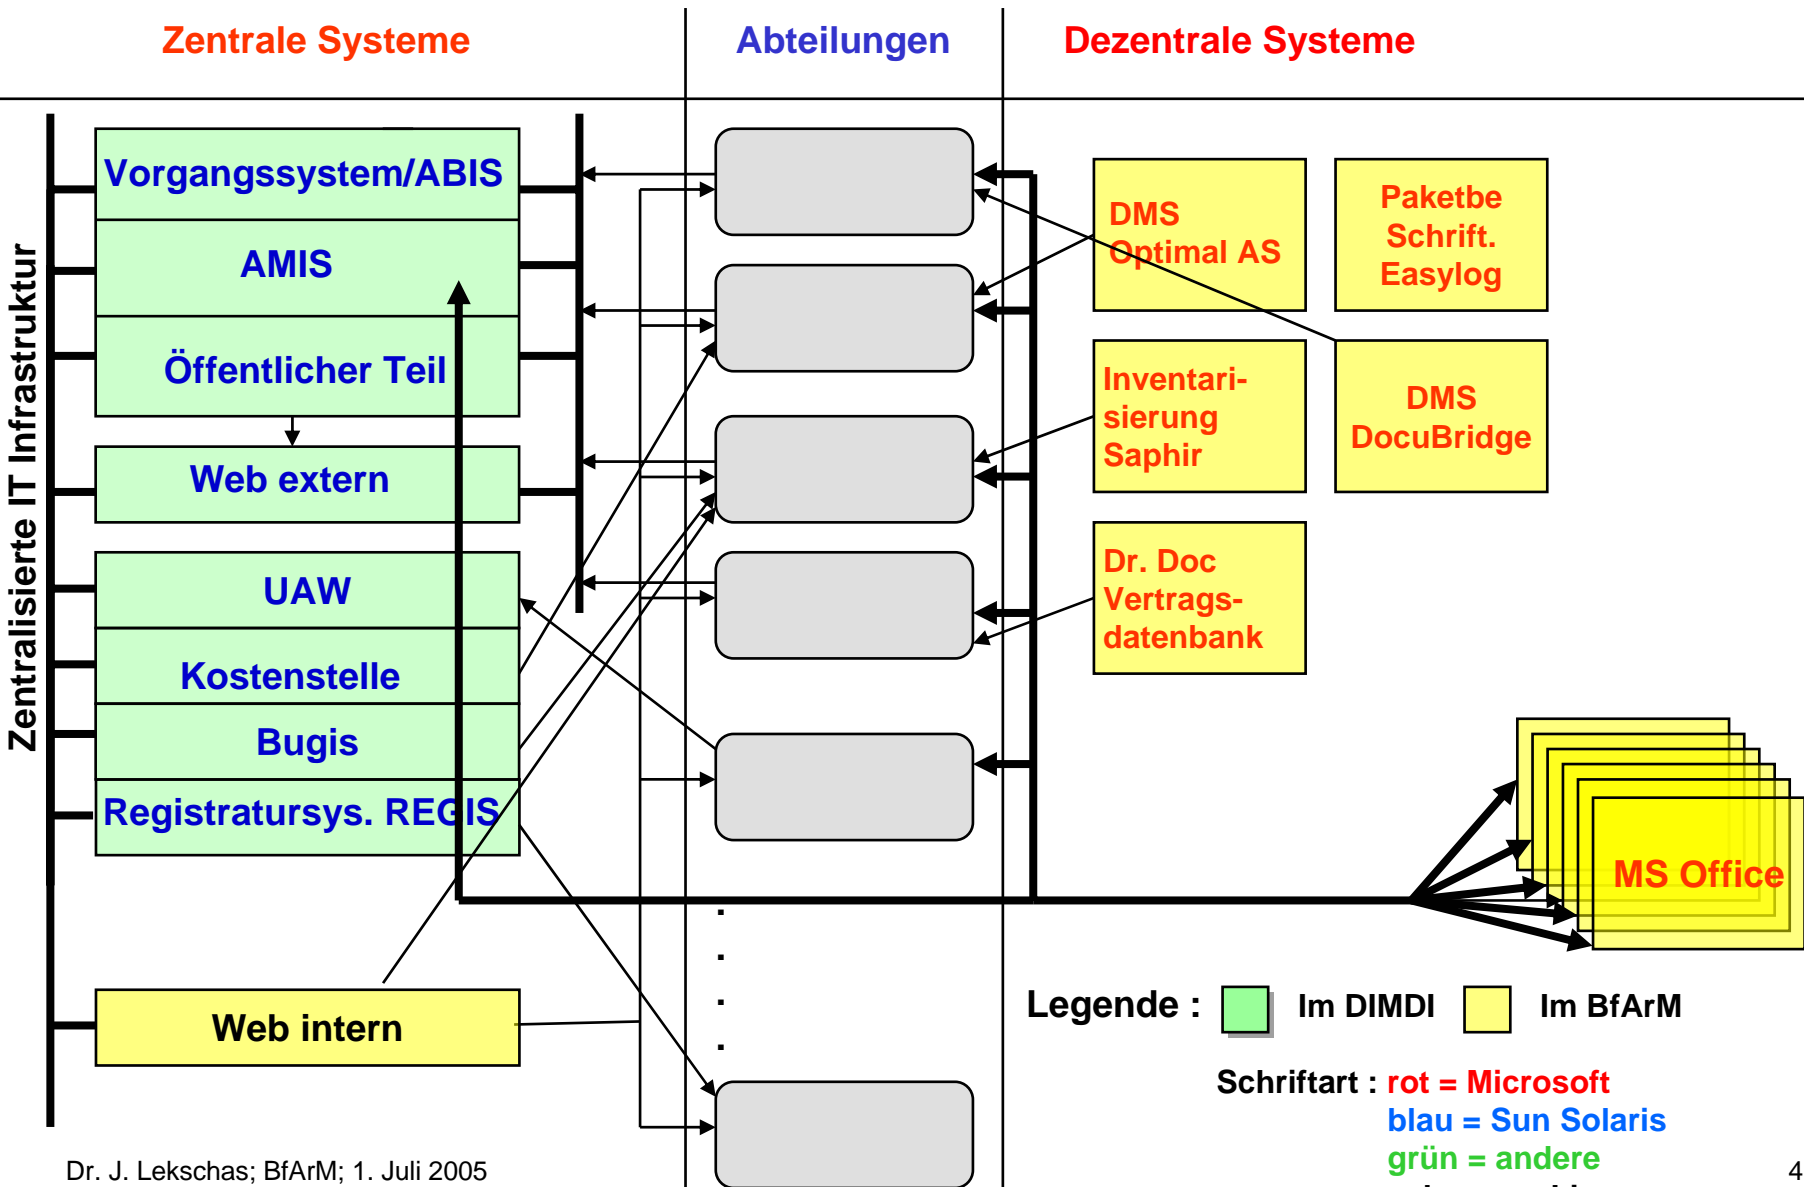 Zentrale Systeme
Abteilungen
Dezentrale Systeme
Zentralisierte IT Infrastruktur
Vorgangssystem/ABIS
AMIS
Öffentlicher Teil
Web extern
UAW
Kostenstelle
Bugis
Registratursys. REGIS
Web intern
.
.
.
.
DMS
Optimal AS
Paketbe
Schrift.
Easylog
Inventari-
sierung
Saphir
DMS
DocuBridge
Dr. Doc
Vertrags-
datenbank
MS Office
Legende :
Im DIMDI
Im BfArM
Schriftart : rot = Microsoft
blau = Sun Solaris
grün = andere
Dr. J. Lekschas; BfArM; 1. Juli 2005
4